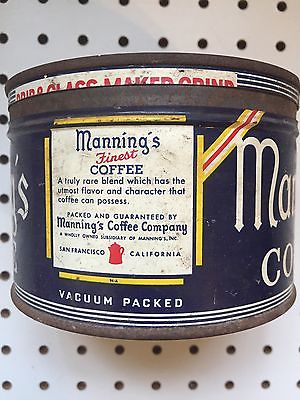 DRIP & GLASS MAKER GRIND
Manning's
Finest
COFFEE
A truly rare blend which has the
utmost flavor and character that
coffee can possess.
PACKED AND GUARANTEED BY
Manning's Coffee Company
A WHOLLY OWNED SUBSIDIARY OF MANNING'S, INC.
SAN FRANCISCO CALIFORNIA
VACUUM PACKED
's
Man
CO